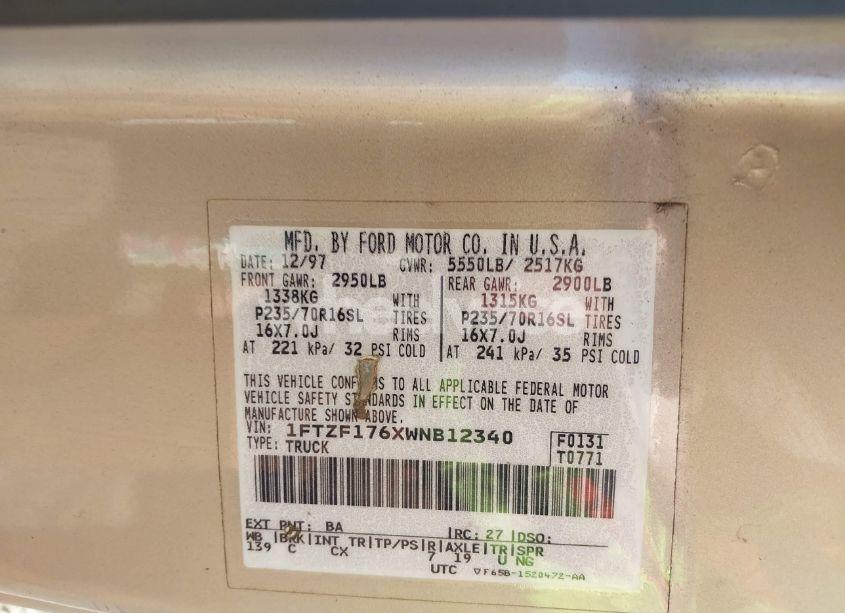 MFD. BY FORD MOTOR CO. IN U.S.A.
DATE: 12/97 GVWR: 5550LB/ 2517KG
FRONT GAWR: 2950LB REAR GAWR: 2900LB
1338KG WITH 1315KG WITH
P235/70R16SL TIRES P235/70R16SL TIRES
16X7.0J RIMS 16X7.0J RIMS
AT 221 kPa/ 32 PSI COLD AT 241 kPa/ 35 PSI COLD
THIS VEHICLE CONF S TO ALL APPLICABLE FEDERAL MOTOR
VEHICLE SAFETY STANDARDS IN EFFECT ON THE DATE OF
MANUFACTURE SHOWN ABOVE.
VIN: 1FTZF176XWNB12340 F0131
TYPE: TRUCK T0771
EXT PNT: BA RC: 27 DSO:
WB BRK INT TR TP/PS R AXLE TR SPR
139 C CX 7 19 U NG
UTC ▽F65B-1520472-AA